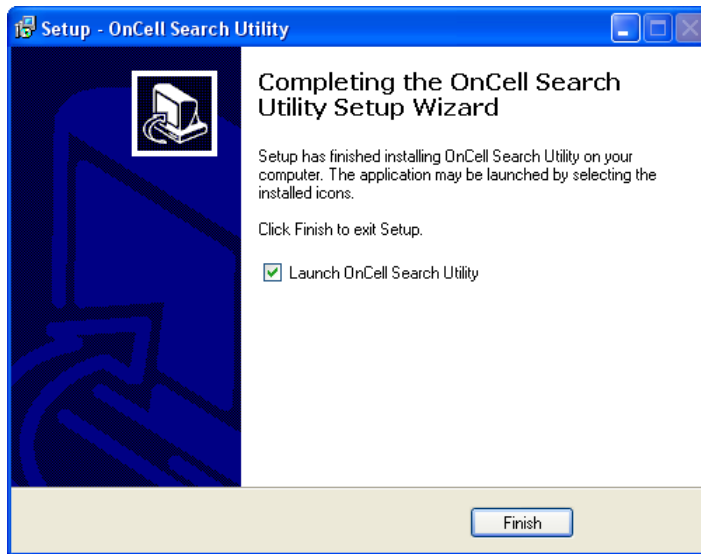 Setup - OnCell Search Utility
Completing the OnCell Search
Utility Setup Wizard
Setup has finished installing OnCell Search Utility on your
computer. The application may be launched by selecting the
installed icons.
Click Finish to exit Setup.
Launch OnCell Search Utility
Finish